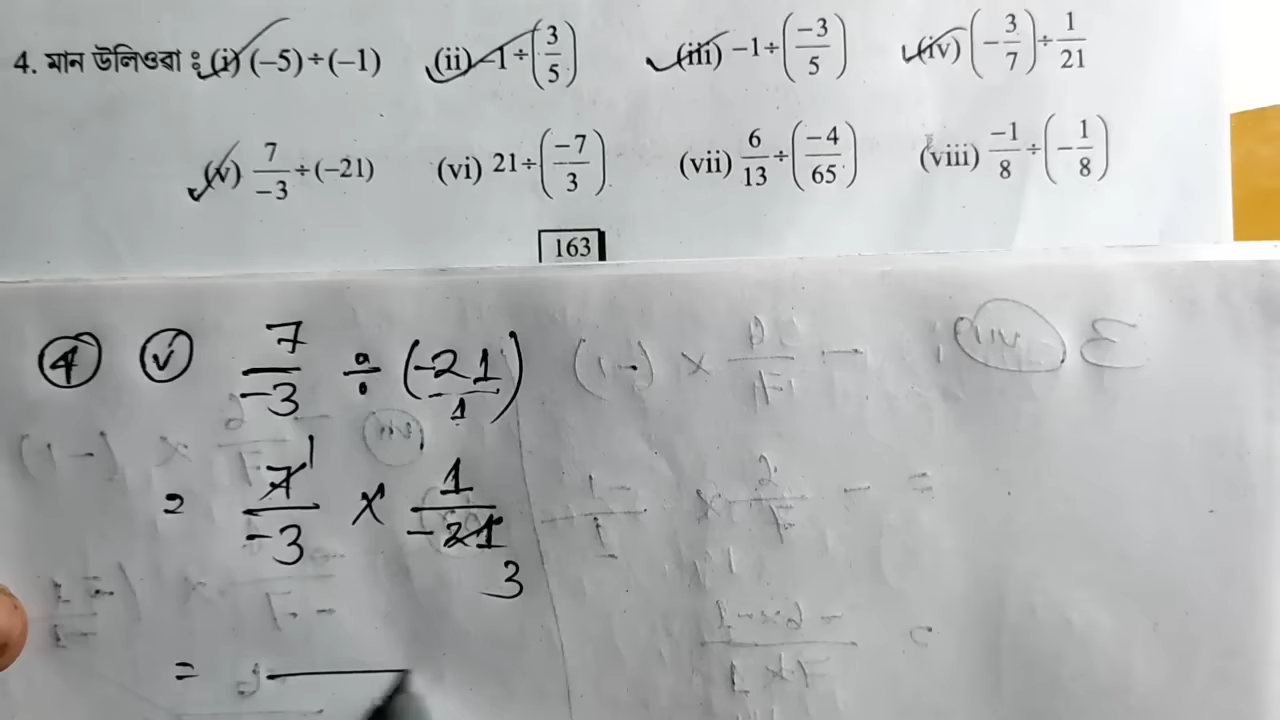 4. মান উলিওৱা ঃ (i) (–5)÷(–1) (ii) –1÷(3/5) (iii) –1÷(–3/5) (iv) (–3/7)÷1/21
(v) 7/–3÷(–21) (vi) 21÷(–7/3) (vii) 6/13÷(–4/65) (viii) –1/8÷(–1/8)
163
4 v 7/-3 ÷ (-21/1)
= 7/-3 × 1/-21
1
3
=